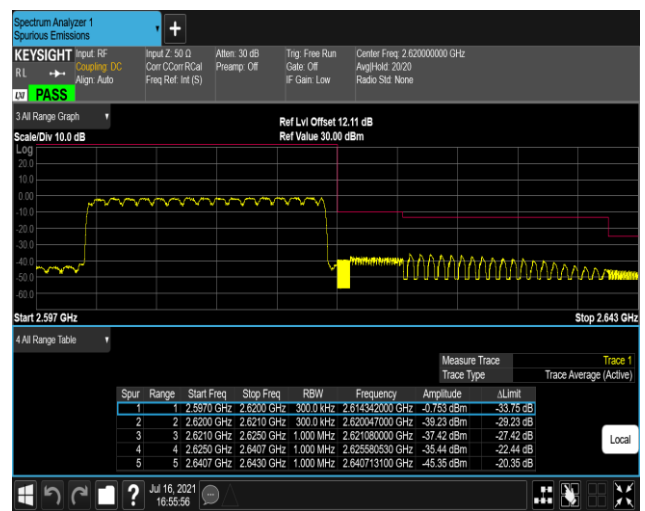 Spectrum Analyzer 1
Spurious Emissions
KEYSIGHT Input: RF Input Z: 50 Ω Atten: 30 dB Trig: Free Run Center Freq: 2.620000000 GHz
R L Coupling: DC Corr CCorr RCal Preamp: Off Gate: Off Avg|Hold: 20/20
Align: Auto Freq Ref: Int (S) IF Gain: Low Radio Std: None
LXI PASS
3 All Range Graph
Ref Lvl Offset 12.11 dB
Scale/Div 10.0 dB Ref Value 30.00 dBm
Log
20.0
10.0
0.00
-10.0
-20.0
-30.0
-40.0
-50.0
-60.0
Start 2.597 GHz Stop 2.643 GHz
4 All Range Table
Measure Trace Trace 1
Trace Type Trace Average (Active)
Spur Range Start Freq Stop Freq RBW Frequency Amplitude ΔLimit
1 1 2.5970 GHz 2.6200 GHz 300.0 kHz 2.614342000 GHz -0.753 dBm -33.75 dB
2 2 2.6200 GHz 2.6210 GHz 300.0 kHz 2.620047000 GHz -39.23 dBm -29.23 dB
3 3 2.6210 GHz 2.6250 GHz 1.000 MHz 2.621080000 GHz -37.42 dBm -27.42 dB
4 4 2.6250 GHz 2.6407 GHz 1.000 MHz 2.625580530 GHz -35.44 dBm -22.44 dB
5 5 2.6407 GHz 2.6430 GHz 1.000 MHz 2.640713100 GHz -45.35 dBm -20.35 dB
Local
? Jul 16, 2021
16:55:56